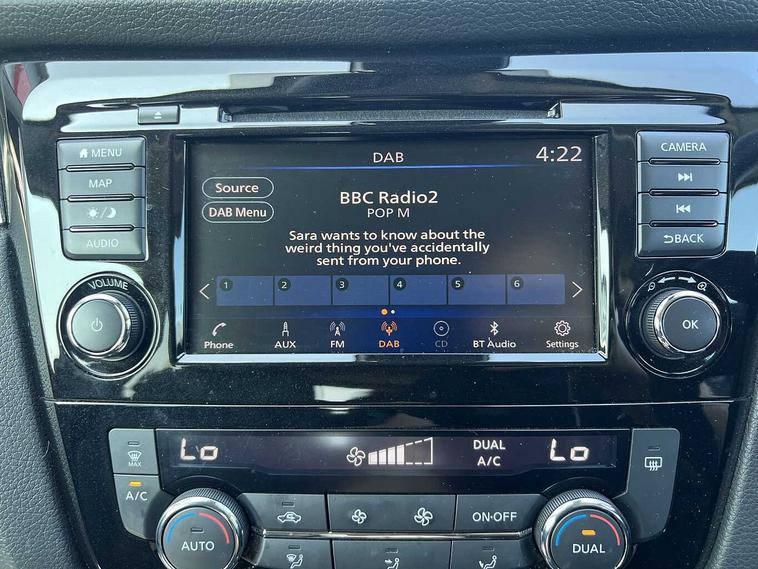 DAB
4:22
MENU
MAP
AUDIO
VOLUME
Source
DAB Menu
BBC Radio2
POP M
Sara wants to know about the
weird thing you've accidentally
sent from your phone.
1 2 3 4 5 6
Phone AUX FM DAB CD BT Audio Settings
CAMERA
BACK
OK
MAX
A/C
Lo
DUAL
A/C
Lo
AUTO
ON·OFF
DUAL